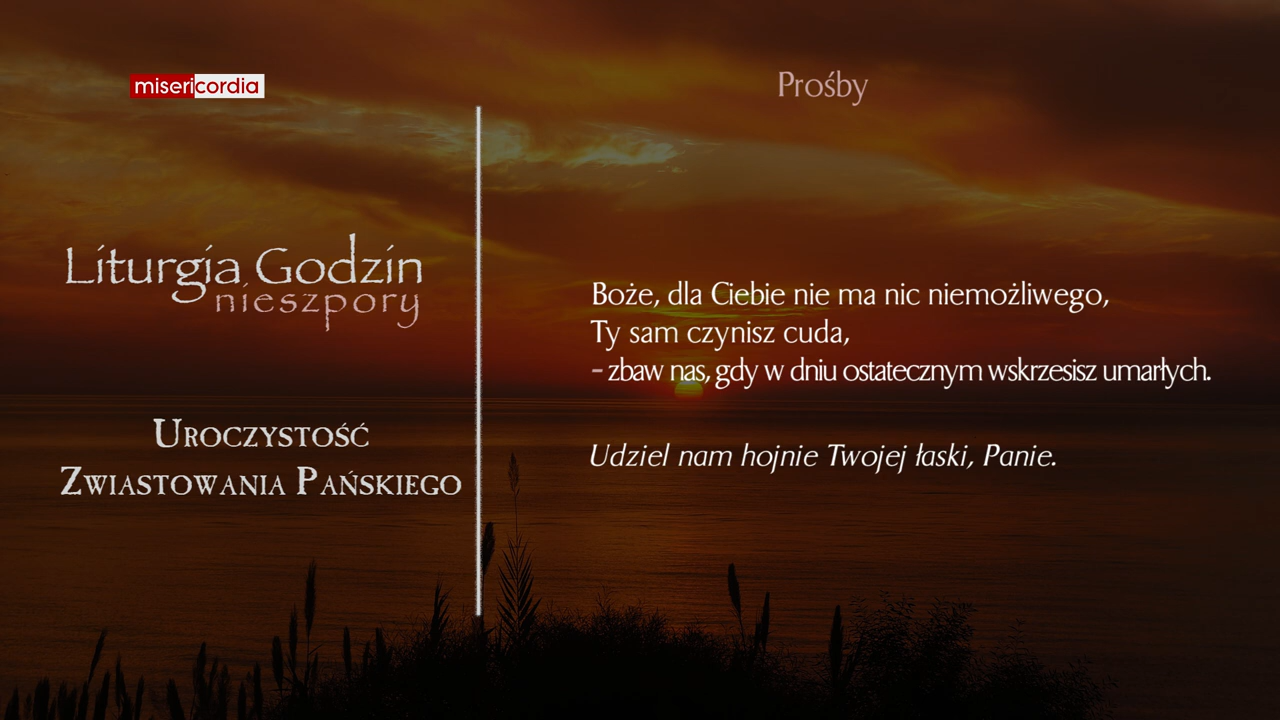 misericordia
Prośby
Liturgia Godzin
nieszpory
Boże, dla Ciebie nie ma nic niemożliwego,
Ty sam czynisz cuda,
- zbaw nas, gdy w dniu ostatecznym wskrzesisz umarłych.
Uroczystość
Zwiastowania Pańskiego
Udziel nam hojnie Twojej łaski, Panie.